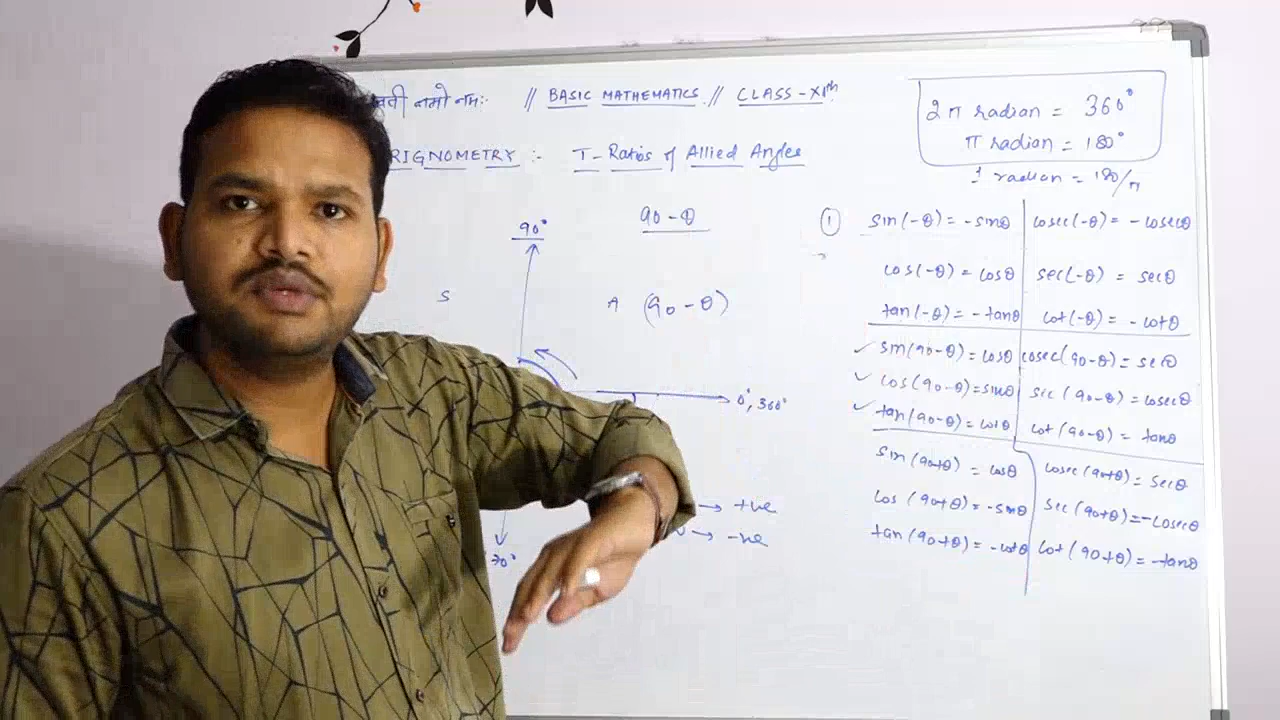 नमो नमः // BASIC MATHEMATICS // CLASS-XIth
RIGNOMETRY :- T-Ratios of Allied Angles
2π radian = 360°
π radian = 180°
1 radian = 180/π
90°
90-θ
S
A (90-θ)
0°, 360°
→ +ve
→ -ve
70°
① sin(-θ) = -sinθ cosec(-θ) = -cosecθ
cos(-θ) = cosθ sec(-θ) = secθ
tan(-θ) = -tanθ cot(-θ) = -cotθ
✓ sin(90-θ) = cosθ cosec(90-θ) = secθ
✓ cos(90-θ) = sinθ sec(90-θ) = cosecθ
✓ tan(90-θ) = cotθ cot(90-θ) = tanθ
sin(90+θ) = cosθ cosec(90+θ) = secθ
cos(90+θ) = -sinθ sec(90+θ) = -cosecθ
tan(90+θ) = -cotθ cot(90+θ) = -tanθ